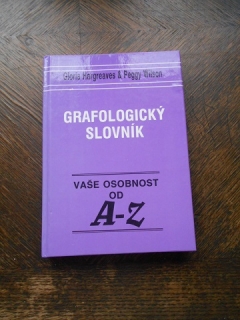 Gloria Hargreaves & Peggy Wilson
GRAFOLOGICKÝ
SLOVNÍK
VAŠE OSOBNOST
OD
A-Z